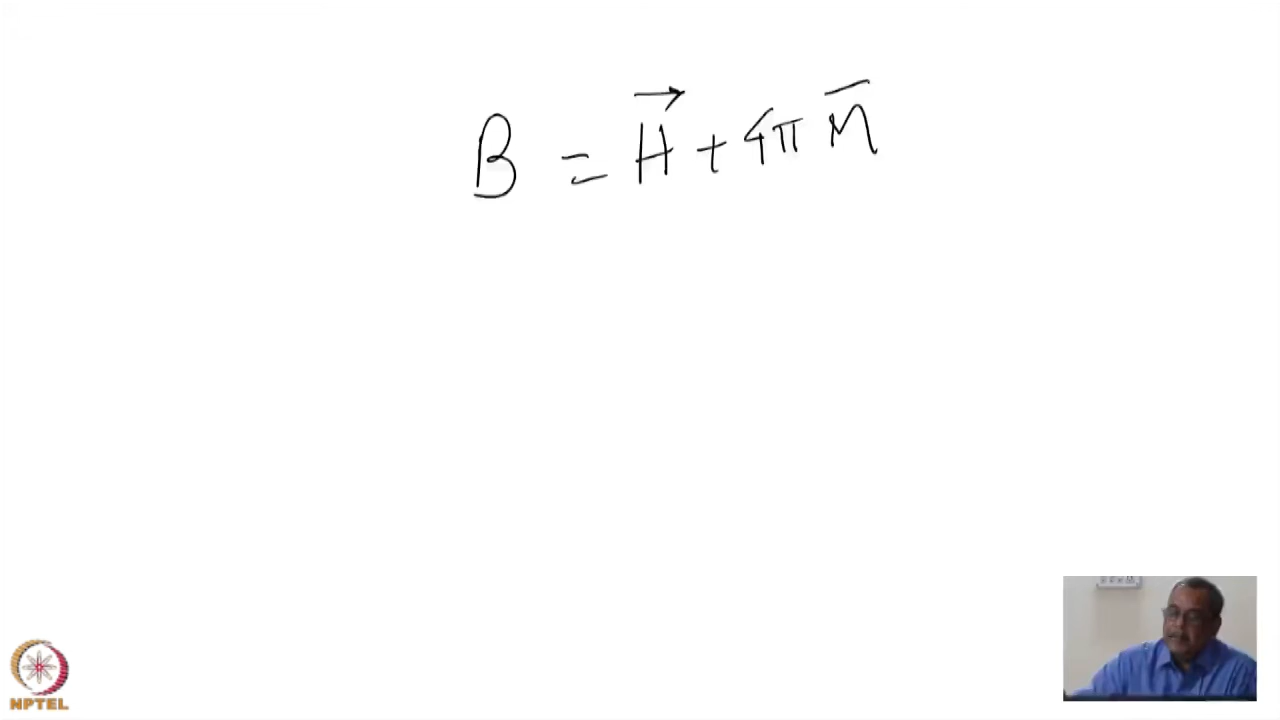 B = H⃗ + 4π M̅
NPTEL